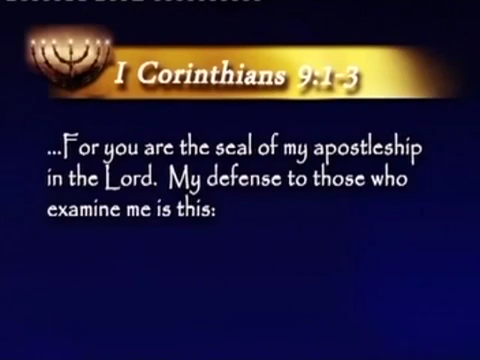 I Corinthians 9:1-3
...For you are the seal of my apostleship
in the Lord. My defense to those who
examine me is this: